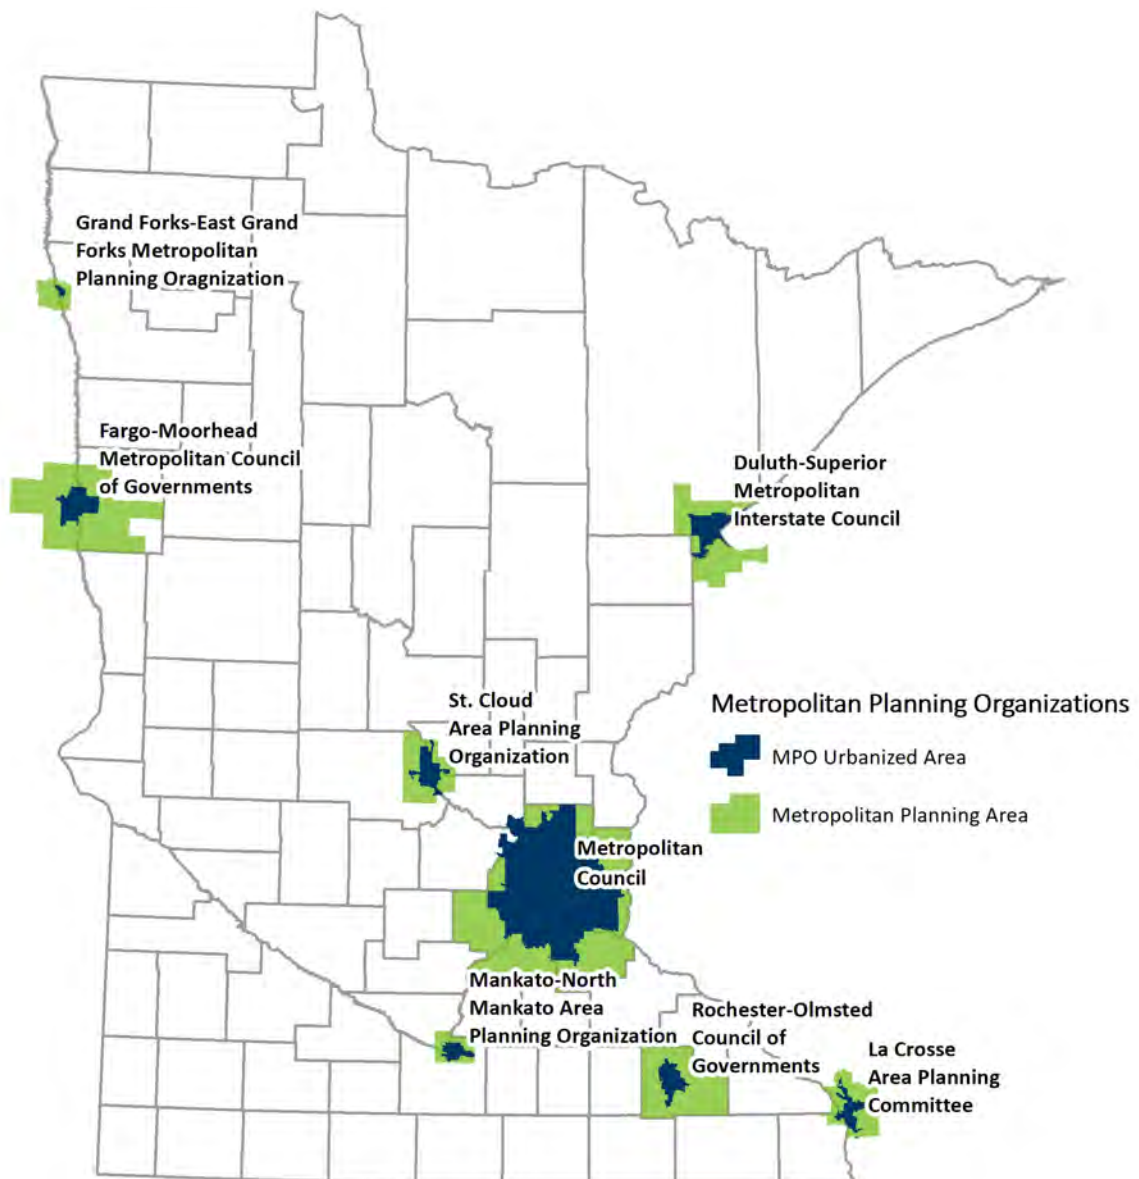 Grand Forks-East Grand
Forks Metropolitan
Planning Oragnization
Fargo-Moorhead
Metropolitan Council
of Governments
Duluth-Superior
Metropolitan
Interstate Council
St. Cloud
Area Planning
Organization
Metropolitan Planning Organizations
MPO Urbanized Area
Metropolitan Planning Area
Metropolitan
Council
Mankato-North
Mankato Area
Planning Organization
Rochester-Olmsted
Council of
Governments
La Crosse
Area Planning
Committee